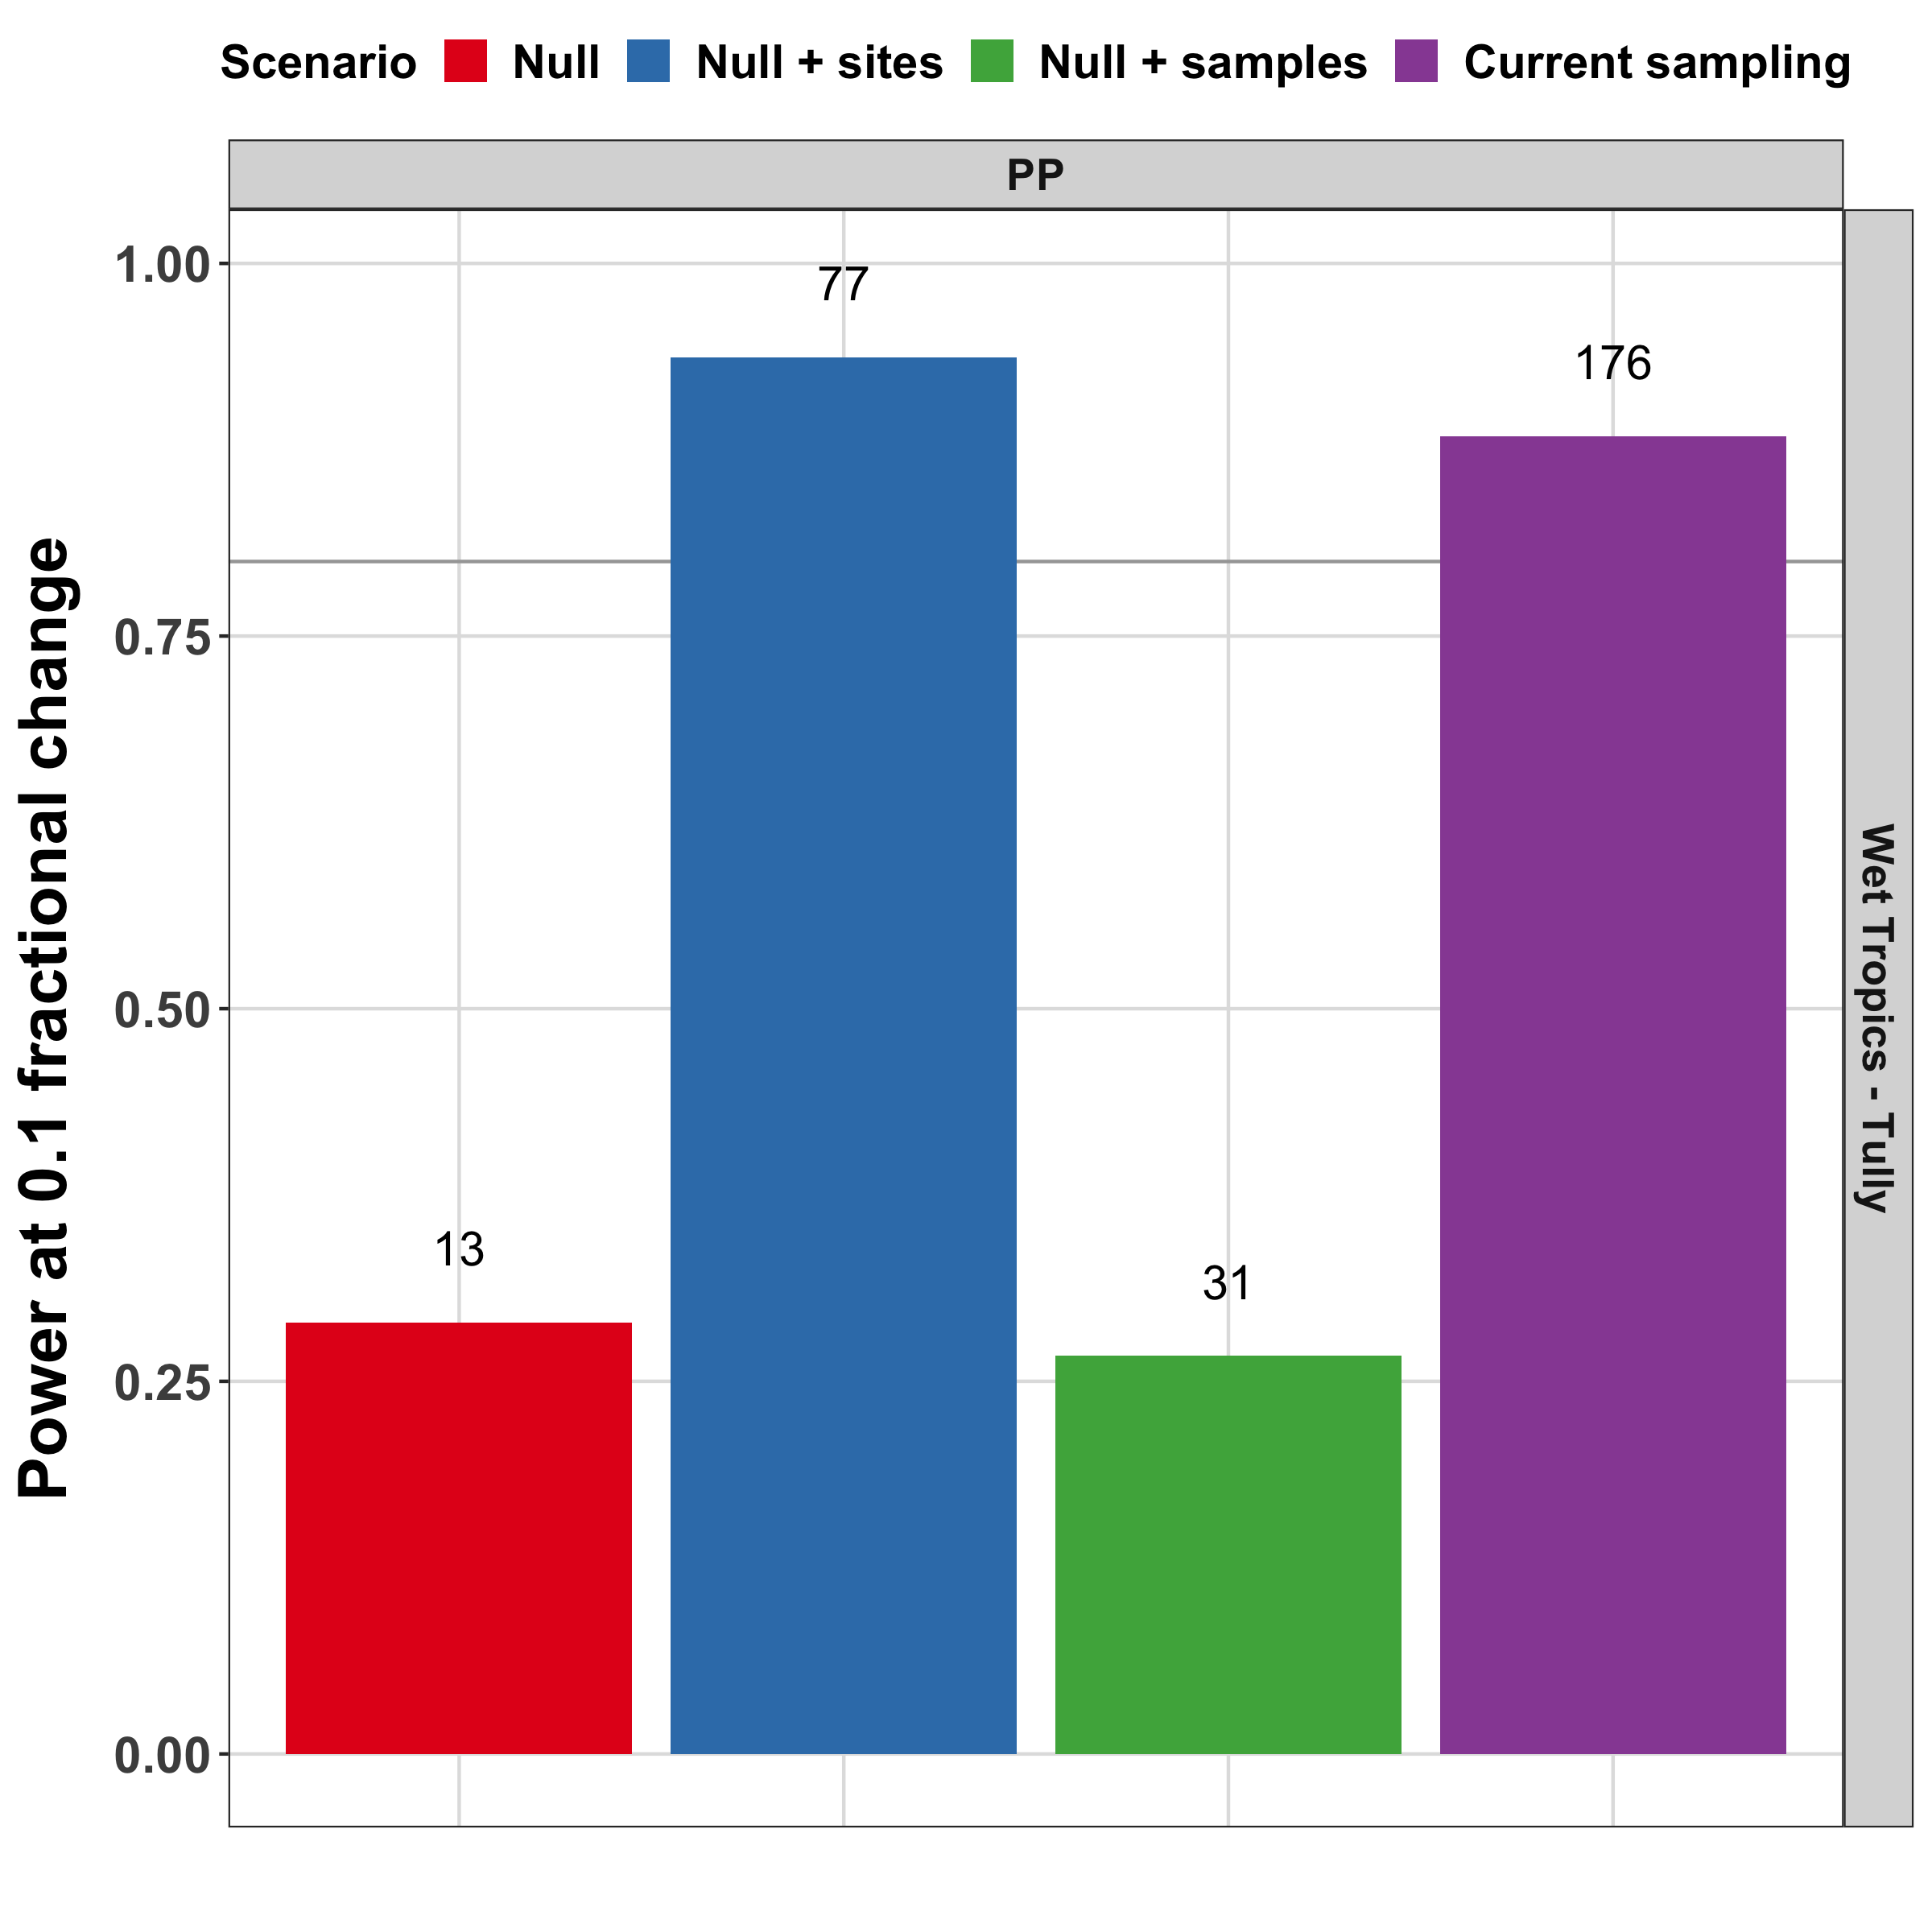 Scenario Null Null + sites Null + samples Current sampling
PP
Power at 0.1 fractional change
1.00
0.75
0.50
0.25
0.00
13
77
31
176
Wet Tropics - Tully